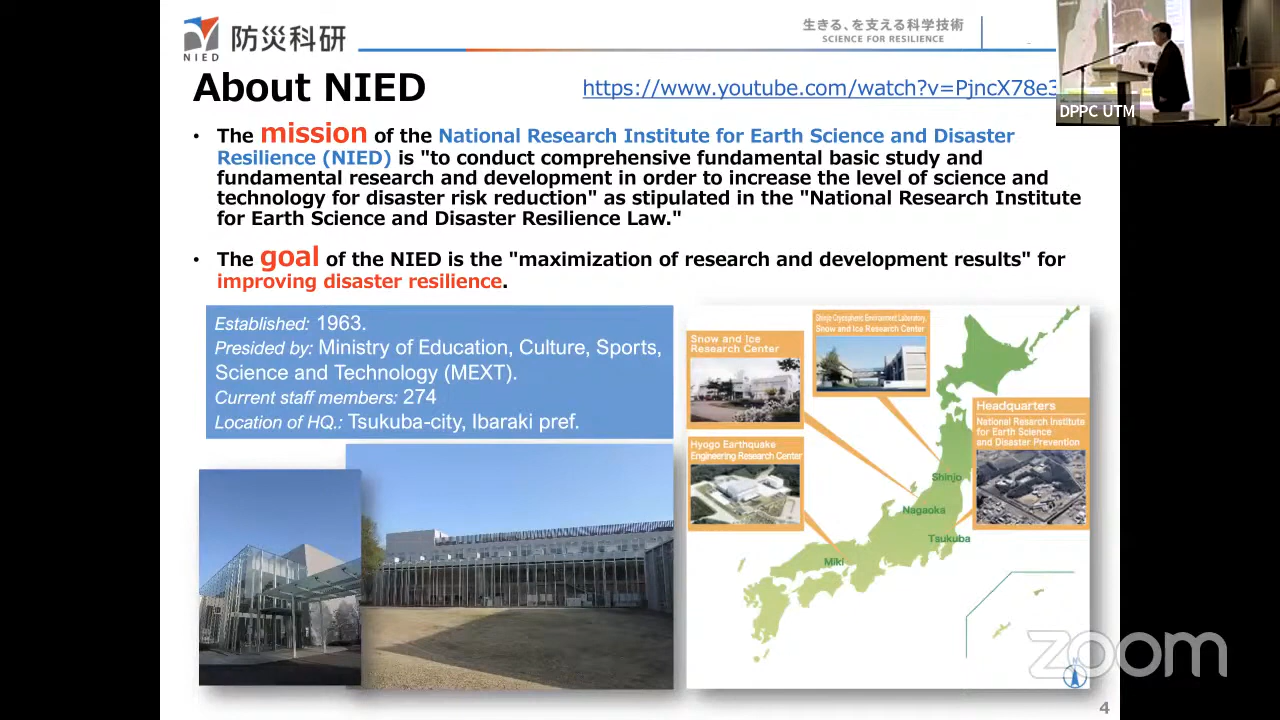 NIED
防災科研
生きる、を支える科学技術
SCIENCE FOR RESILIENCE
About NIED
https://www.youtube.com/watch?v=PjncX78e3
DPPC UTM
• The mission of the National Research Institute for Earth Science and Disaster
Resilience (NIED) is "to conduct comprehensive fundamental basic study and
fundamental research and development in order to increase the level of science and
technology for disaster risk reduction" as stipulated in the "National Research Institute
for Earth Science and Disaster Resilience Law."
• The goal of the NIED is the "maximization of research and development results" for
improving disaster resilience.
Established: 1963.
Presided by: Ministry of Education, Culture, Sports,
Science and Technology (MEXT).
Current staff members: 274
Location of HQ.: Tsukuba-city, Ibaraki pref.
Snow and Ice
Research Center
Shinjo Cryospheric Environment Laboratory,
Snow and Ice Research Center
Headquarters
National Research Institute
for Earth Science
and Disaster Prevention
Hyogo Earthquake
Engineering Research Center
Shinjo
Nagaoka
Tsukuba
Miki
N
zoom
4